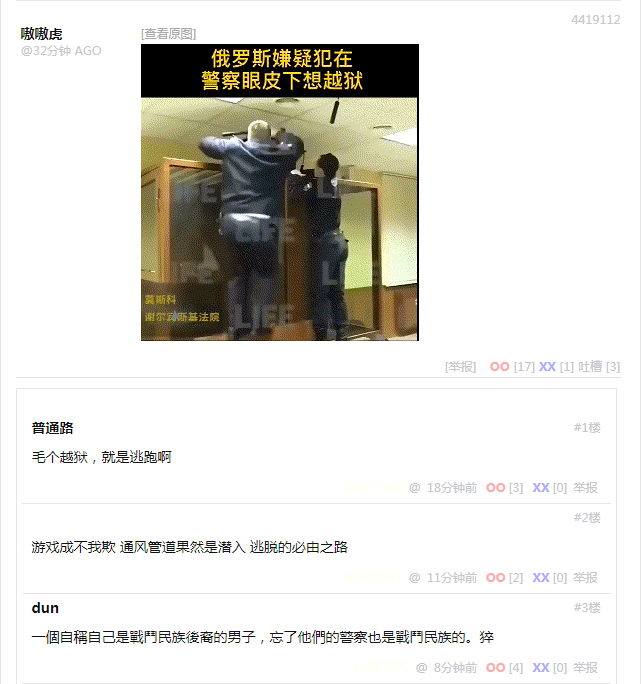 4419112
嗷嗷虎
@32分钟 AGO
[查看原图]
俄罗斯嫌疑犯在
警察眼皮下想越狱
LIFE
LIFE
LIFE
莫斯科
谢尔宾斯基法院
LIFE
[举报] OO [17] XX [1] 吐槽 [3]
普通路 #1楼
毛个越狱，就是逃跑啊
@ 18分钟前 OO [3] XX [0] 举报
#2楼
游戏成不我欺 通风管道果然是潜入 逃脱的必由之路
@ 11分钟前 OO [2] XX [0] 举报
dun #3楼
一個自稱自己是戰鬥民族後裔的男子，忘了他們的警察也是戰鬥民族的。猝
@ 8分钟前 OO [4] XX [0] 举报